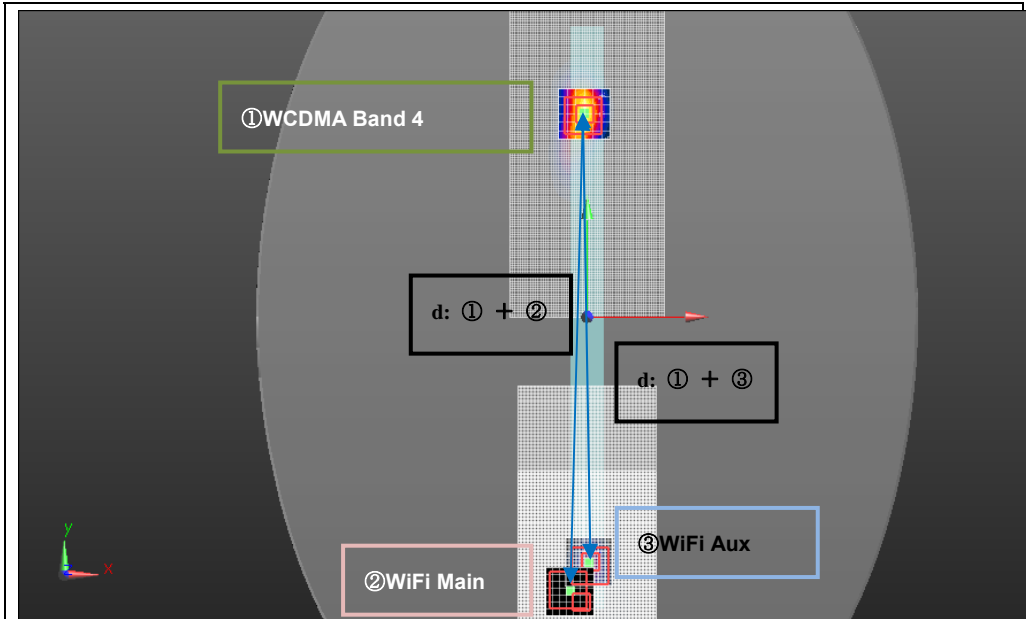 ①WCDMA Band 4
d: ① + ②
d: ① + ③
③WiFi Aux
②WiFi Main
y
x